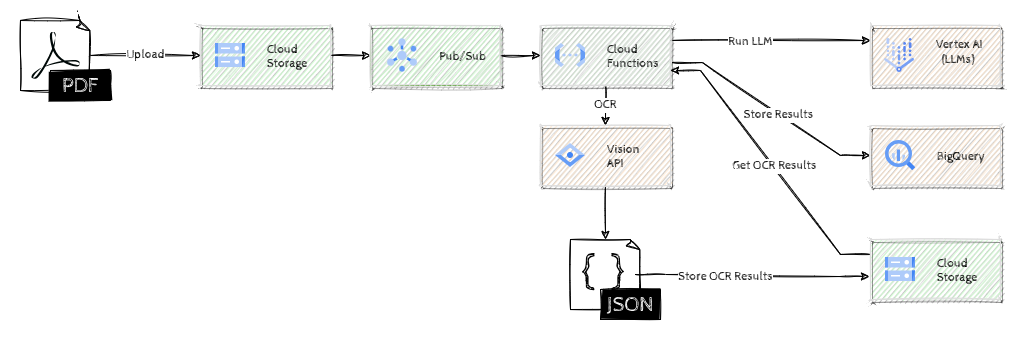 PDF
Upload
Cloud
Storage
Pub/Sub
Cloud
Functions
Run LLM
Vertex AI
(LLMs)
OCR
Store Results
Vision
API
BigQuery
Get OCR Results
{ }
JSON
Store OCR Results
Cloud
Storage